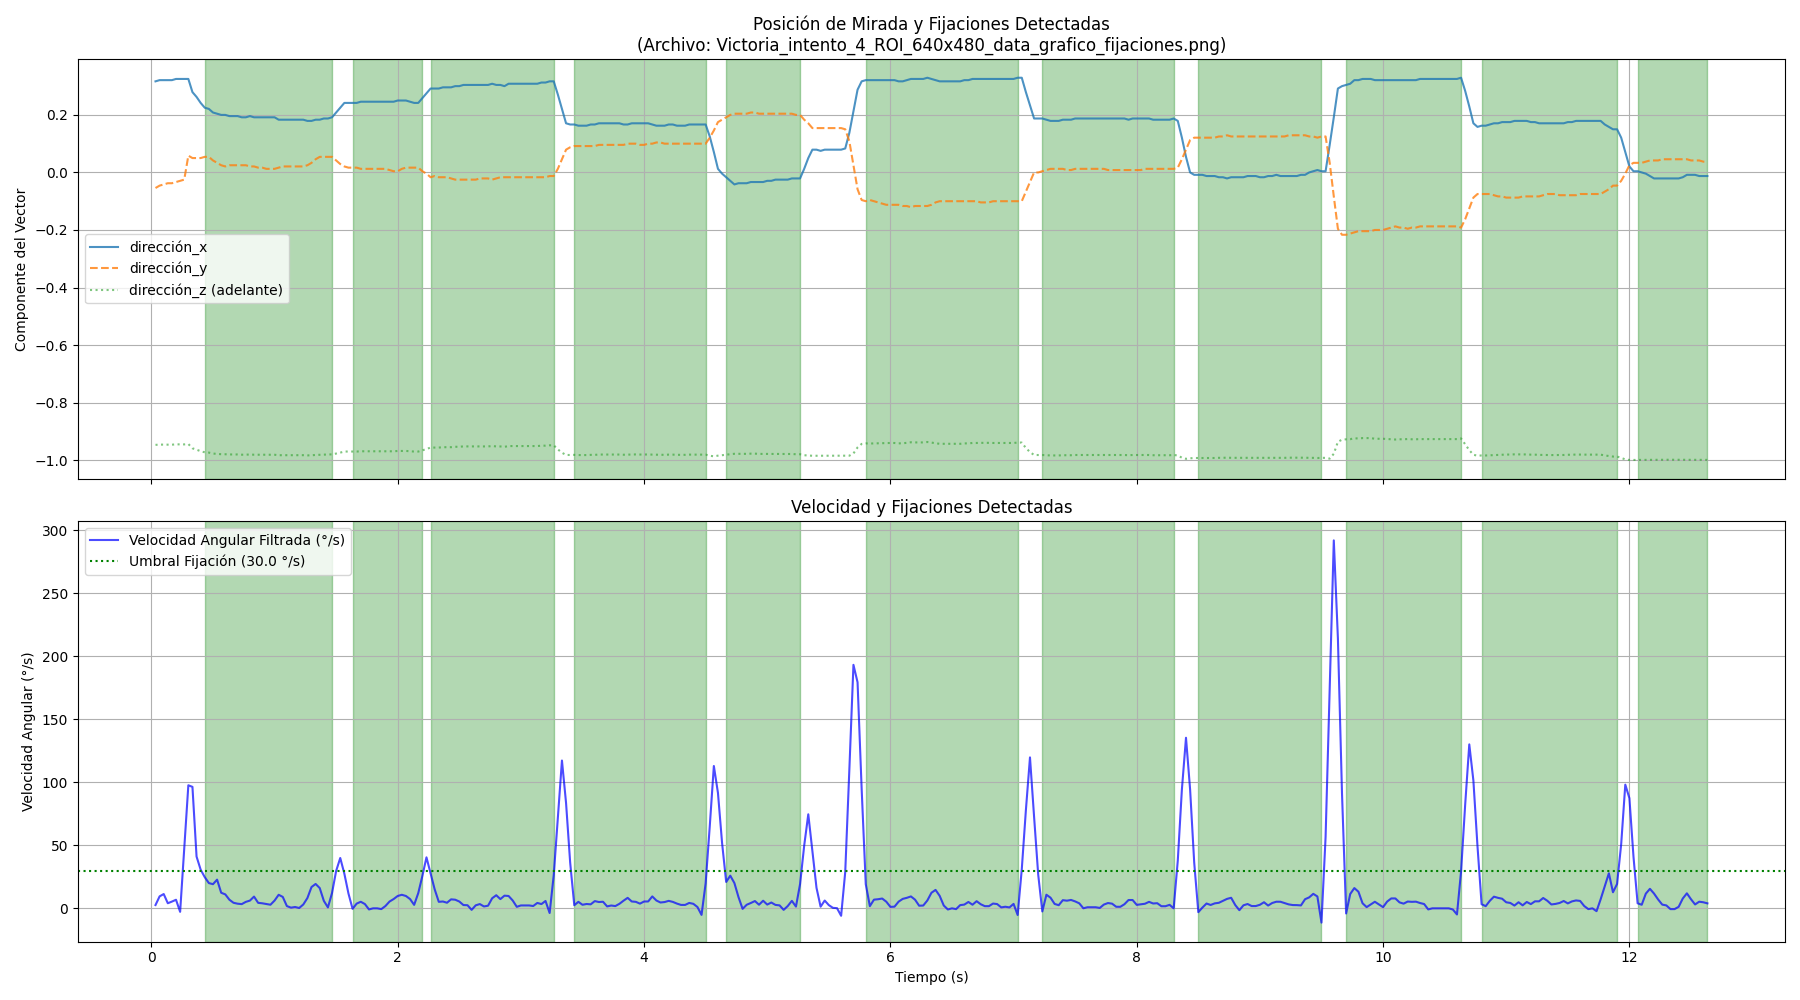 Posición de Mirada y Fijaciones Detectadas
(Archivo: Victoria_intento_4_ROI_640x480_data_grafico_fijaciones.png)
Componente del Vector
0.2
0.0
−0.2
−0.4
−0.6
−0.8
−1.0
dirección_x
dirección_y
dirección_z (adelante)
Velocidad y Fijaciones Detectadas
Velocidad Angular (°/s)
300
250
200
150
100
50
0
Velocidad Angular Filtrada (°/s)
Umbral Fijación (30.0 °/s)
0 2 4 6 8 10 12
Tiempo (s)